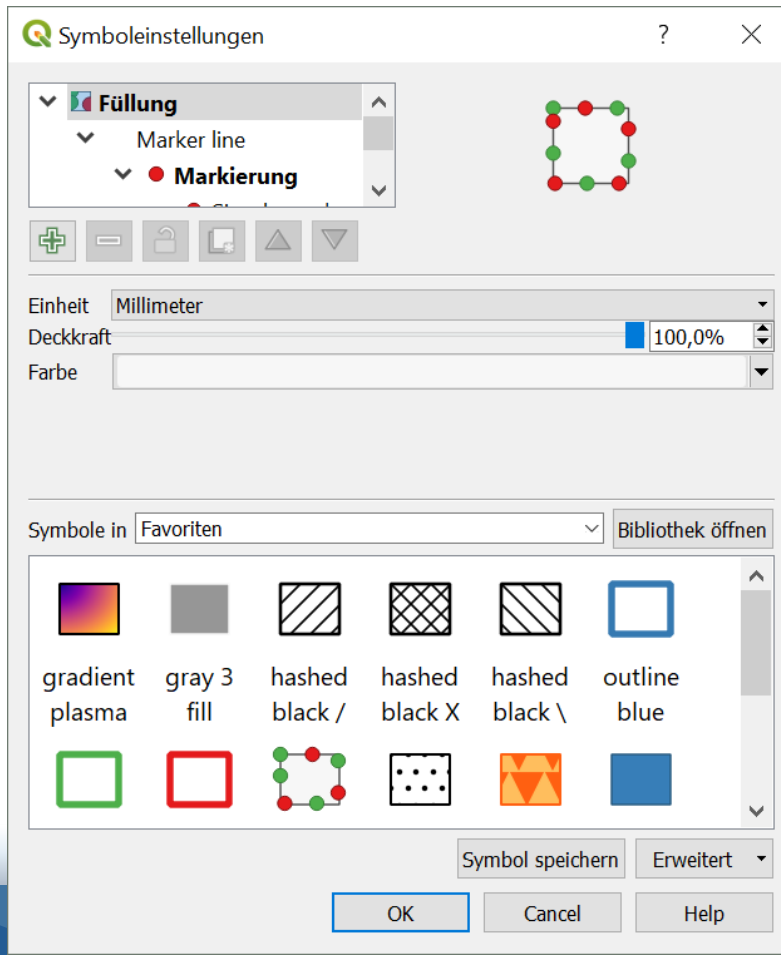 Symboleinstellungen
?
Füllung
Marker line
Markierung
Einheit Millimeter
Deckkraft 100,0%
Farbe
Symbole in Favoriten Bibliothek öffnen
gradient gray 3 hashed hashed hashed outline
plasma fill black / black X black \ blue
Symbol speichern Erweitert
OK Cancel Help